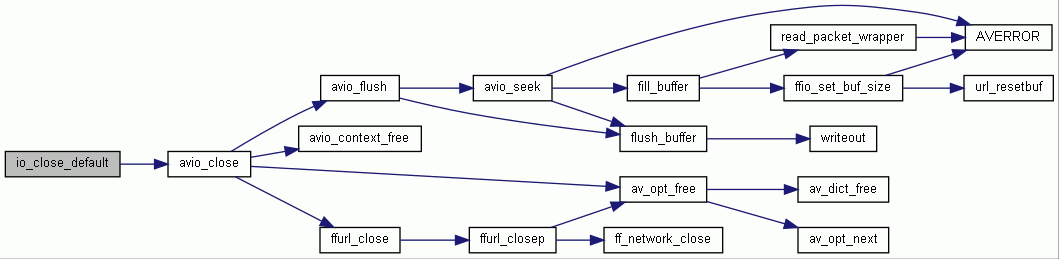 read_packet_wrapper
AVERROR
avio_flush
avio_seek
fill_buffer
ffio_set_buf_size
url_resetbuf
avio_context_free
flush_buffer
writeout
io_close_default
avio_close
av_opt_free
av_dict_free
ffurl_close
ffurl_closep
ff_network_close
av_opt_next